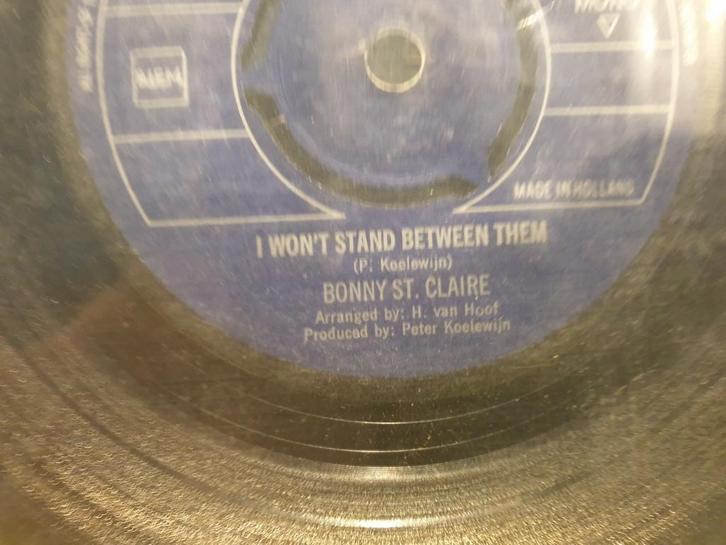 MONO
MADE IN HOLLAND
I WON'T STAND BETWEEN THEM
(P. Koelewijn)
BONNY ST. CLAIRE
Arranged by: H. van Hoof
Produced by: Peter Koelewijn